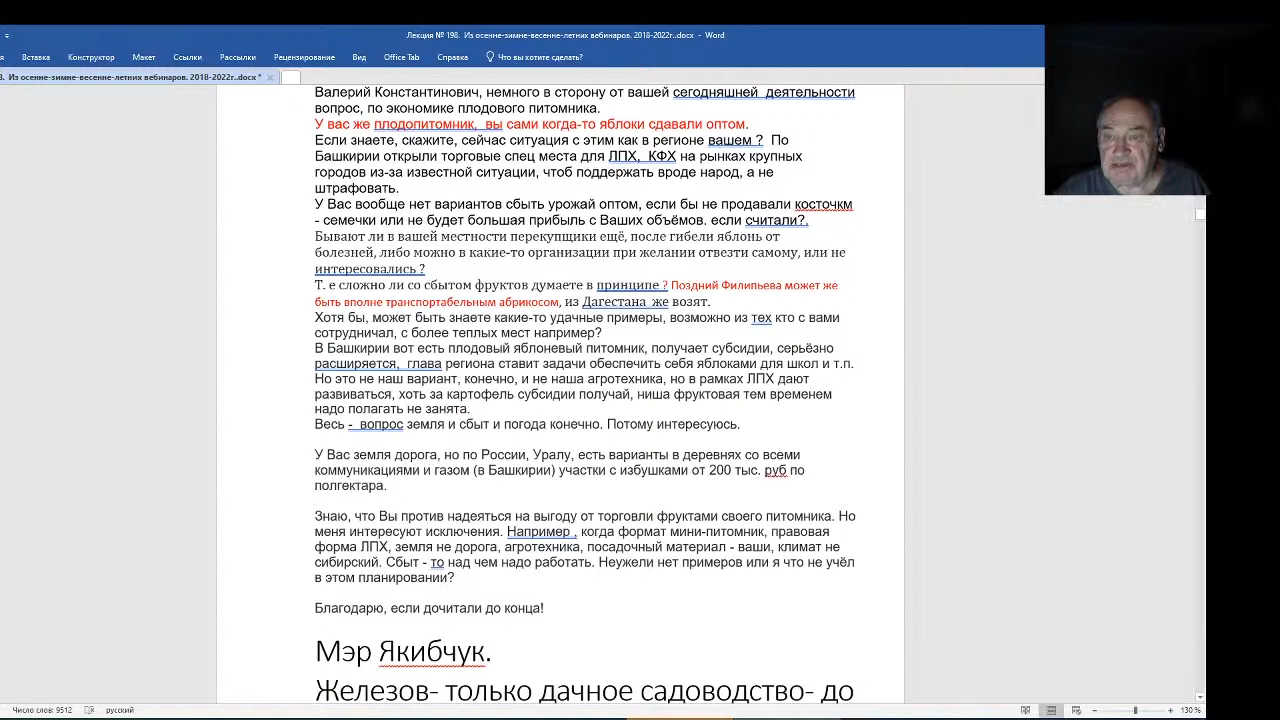 Лекция № 198. Из осенне-зимне-весенне-летних вебинаров. 2018-2022г..docx - Word
Вставка Конструктор Макет Ссылки Рассылки Рецензирование Вид Office Tab Справка Что вы хотите сделать?
8. Из осенне-зимне-весенне-летних вебинаров. 2018-2022г..docx *
Валерий Константинович, немного в сторону от вашей сегодняшней деятельности
вопрос, по экономике плодового питомника.
У вас же плодопитомник, вы сами когда-то яблоки сдавали оптом.
Если знаете, скажите, сейчас ситуация с этим как в регионе вашем ? По
Башкирии открыли торговые спец места для ЛПХ, КФХ на рынках крупных
городов из-за известной ситуации, чтоб поддержать вроде народ, а не
штрафовать.
У Вас вообще нет вариантов сбыть урожай оптом, если бы не продавали косточкм
- семечки или не будет большая прибыль с Ваших объёмов. если считали?.
Бывают ли в вашей местности перекупщики ещё, после гибели яблонь от
болезней, либо можно в какие-то организации при желании отвезти самому, или не
интересовались ?
Т. е сложно ли со сбытом фруктов думаете в принципе ? Поздний Филипьева может же
быть вполне транспортабельным абрикосом, из Дагестана же возят.
Хотя бы, может быть знаете какие-то удачные примеры, возможно из тех кто с вами
сотрудничал, с более теплых мест например?
В Башкирии вот есть плодовый яблоневый питомник, получает субсидии, серьёзно
расширяется, глава региона ставит задачи обеспечить себя яблоками для школ и т.п.
Но это не наш вариант, конечно, и не наша агротехника, но в рамках ЛПХ дают
развиваться, хоть за картофель субсидии получай, ниша фруктовая тем временем
надо полагать не занята.
Весь - вопрос земля и сбыт и погода конечно. Потому интересуюсь.
У Вас земля дорога, но по России, Уралу, есть варианты в деревнях со всеми
коммуникациями и газом (в Башкирии) участки с избушками от 200 тыс. руб по
полгектара.
Знаю, что Вы против надеяться на выгоду от торговли фруктами своего питомника. Но
меня интересуют исключения. Например , когда формат мини-питомник, правовая
форма ЛПХ, земля не дорога, агротехника, посадочный материал - ваши, климат не
сибирский. Сбыт - то над чем надо работать. Неужели нет примеров или я что не учёл
в этом планировании?
Благодарю, если дочитали до конца!
Мэр Якибчук.
Железов- только дачное садоводство- до
Число слов: 9512 русский 130 %